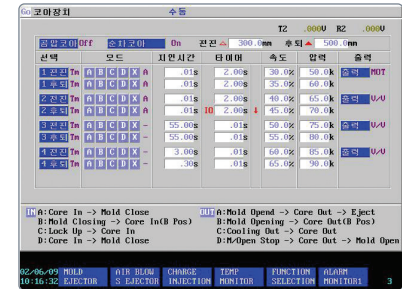 Go 코아장치 수동
TZ .000V RZ .000V
공압코어 Off 순차코아 On 전진 300.0mm 후퇴 500.0mm
선택 모드 지연시간 타이머 속도 압력 출력
1전진 Tm A B C D X A .01s 2.00s 30.0% 50.0k 출력 MOT
1후퇴 Tm A B C D X A .01s 2.00s 35.0% 60.0k
2전진 Tm A B C D X A .01s 2.00s 40.0% 65.0k 출력 V/V
2후퇴 Tm A B C D X A .01s IO 2.00s 45.0% 70.0k
3전진 Tm A B C D X - 55.00s .01s 50.0% 75.0k 출력 V/V
3후퇴 Tm A B C D X - 55.00s .01s 55.0% 80.0k
4전진 Tm A B C D X - 3.00s .01s 60.0% 85.0k 출력 V/V
4후퇴 Tm A B C D X - .30s .01s 65.0% 90.0k
IN A:Core In -> Mold Close OUT A:Mold Opend -> Core Out -> Eject
B:Mold Closing -> Core In(B Pos) B:Mold Opening -> Core Out(B Pos)
C:Lock Up -> Core In C:Cooling Out -> Core Out
D:Core In -> Mold Close D:M/Open Stop -> Core Out -> Mold Open
02/06/09 MOLD AIR BLOW CHARGE TEMP FUNCTION ALARM
10:16:32 EJECTOR S EJECTOR INJECTION MONITOR SELECTION MONITOR1 3